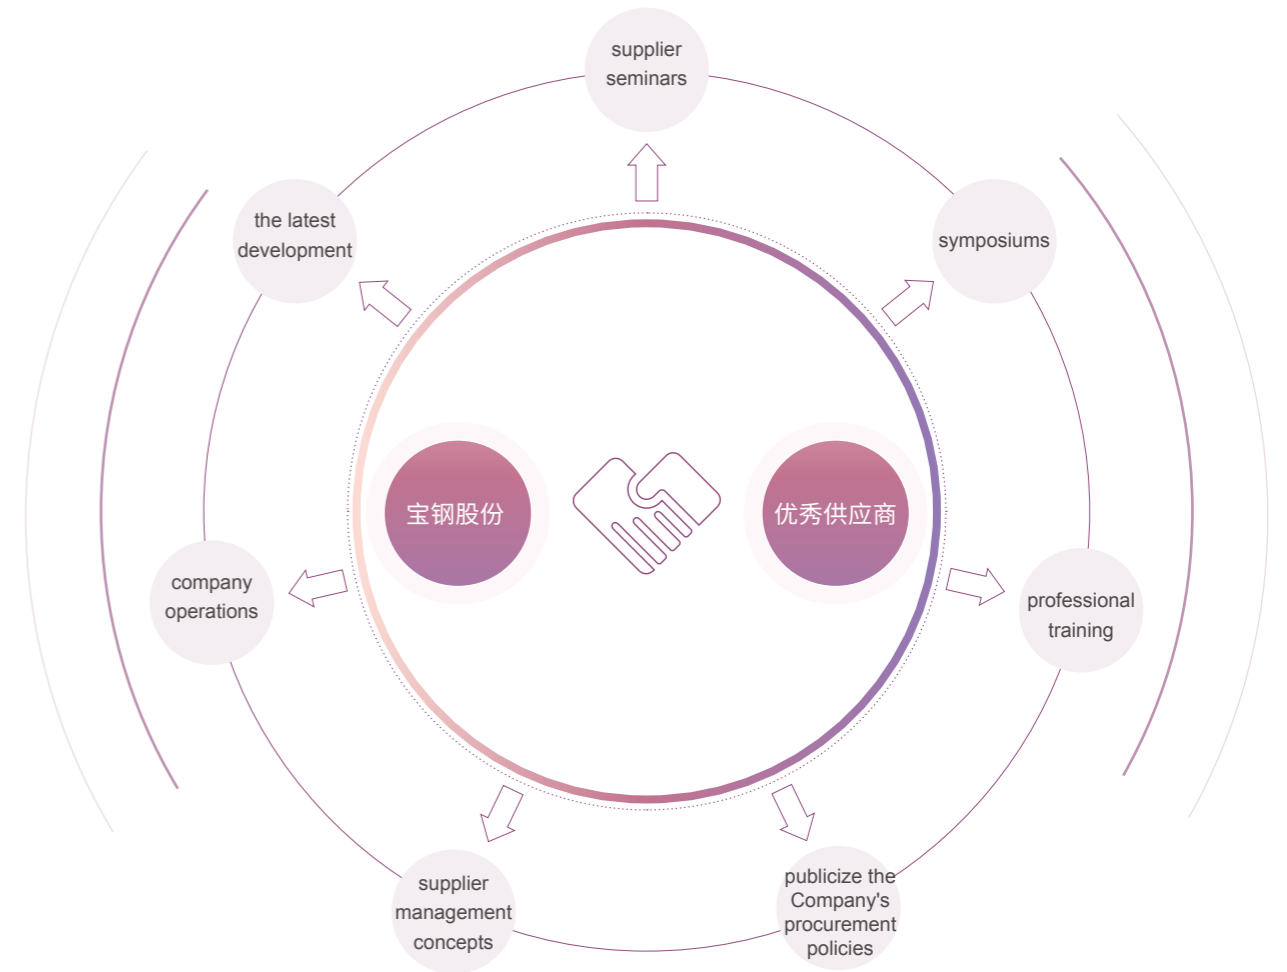 supplier
seminars
the latest
development
symposiums
宝钢股份
优秀供应商
company
operations
professional
training
supplier
management
concepts
publicize the
Company's
procurement
policies